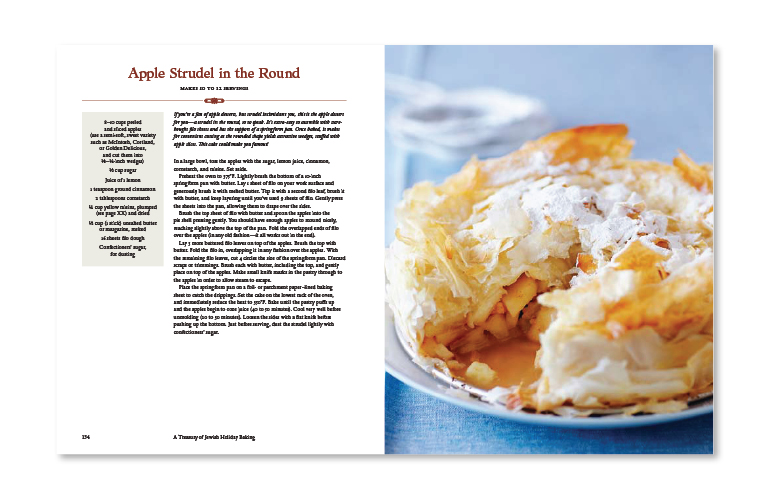 Apple Strudel in the Round
MAKES 10 TO 12 SERVINGS
8–10 cups peeled
and sliced apples
(use a semi-soft, sweet variety
such as McIntosh, Cortland,
or Golden Delicious,
and cut them into
¾–¼-inch wedges)
¾ cup sugar
Juice of 1 lemon
1 teaspoon ground cinnamon
2 tablespoons cornstarch
¼ cup yellow raisins, plumped
(see page XX) and dried
½ cup (1 stick) unsalted butter
or margarine, melted
16 sheets filo dough
Confectioners' sugar,
for dusting
If you're a fan of apple desserts, but strudel intimidates you, this is the apple dessert
for you—a strudel in the round, so to speak. It's extra-easy to assemble with store-
bought filo sheets and has the support of a springform pan. Once baked, it makes
for convenient cutting as the rounded shape yields attractive wedges, stuffed with
apple slices. This cake could make you famous!
In a large bowl, toss the apples with the sugar, lemon juice, cinnamon,
cornstarch, and raisins. Set aside.
Preheat the oven to 375°F. Lightly brush the bottom of a 10-inch
springform pan with butter. Lay 1 sheet of filo on your work surface and
generously brush it with melted butter. Top it with a second filo leaf, brush it
with butter, and keep layering until you've used 9 sheets of filo. Gently press
the sheets into the pan, allowing them to drape over the sides.
Brush the top sheet of filo with butter and spoon the apples into the
pie shell pressing gently. You should have enough apples to mound nicely,
reaching slightly above the top of the pan. Fold the overlapped ends of filo
over the apples (in any old fashion—it all works out in the end).
Lay 3 more buttered filo leaves on top of the apples. Brush the top with
butter. Fold the filo in, overlapping it in any fashion over the apples. With
the remaining filo leaves, cut 4 circles the size of the springform pan. Discard
scraps or trimmings. Brush each with butter, including the top, and gently
place on top of the apples. Make small knife marks in the pastry through to
the apples in order to allow steam to escape.
Place the springform pan on a foil- or parchment paper-lined baking
sheet to catch the drippings. Set the cake on the lowest rack of the oven,
and immediately reduce the heat to 350°F. Bake until the pastry puffs up
and the apples begin to ooze juice (40 to 50 minutes). Cool very well before
unmolding (20 to 30 minutes). Loosen the sides with a flat knife before
pushing up the bottom. Just before serving, dust the strudel lightly with
confectioners' sugar.
134
A Treasury of Jewish Holiday Baking